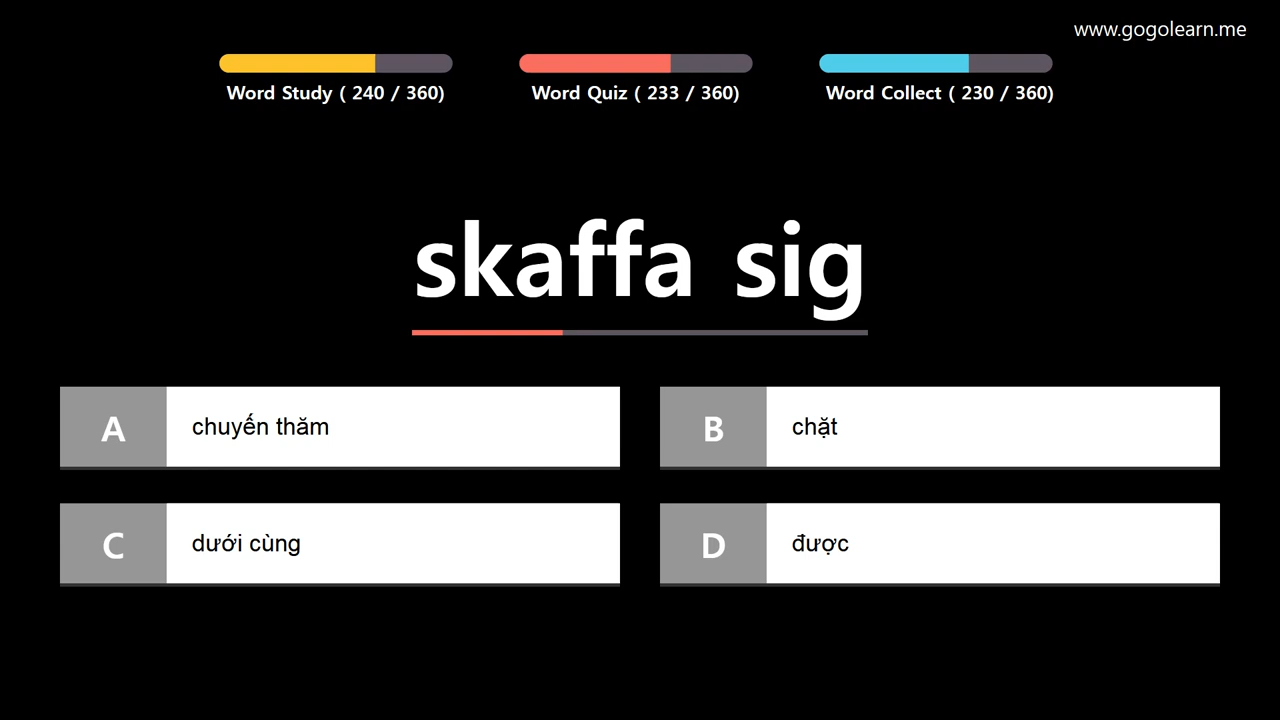 www.gogolearn.me
Word Study ( 240 / 360)
Word Quiz ( 233 / 360)
Word Collect ( 230 / 360)
skaffa sig
A chuyến thăm
B chặt
C dưới cùng
D được